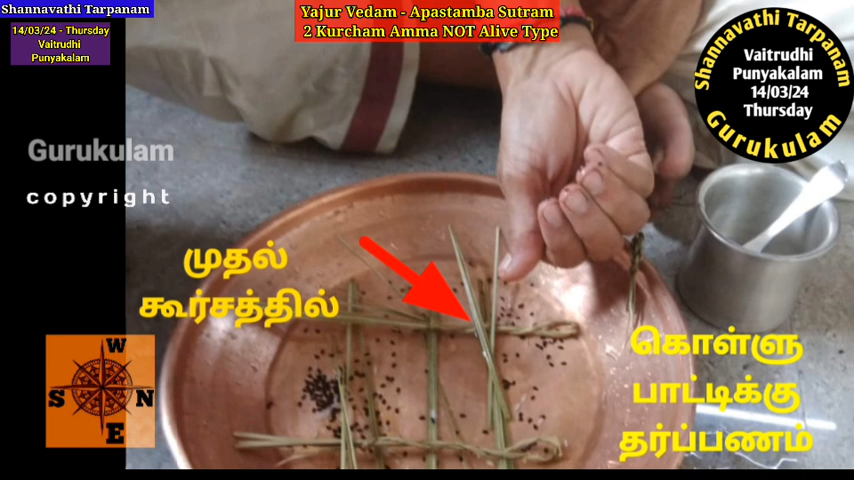 Shannavathi Tarpanam
14/03/24 - Thursday
Vaitrudhi
Punyakalam
Yajur Vedam - Apastamba Sutram
2 Kurcham Amma NOT Alive Type
Shannavathi Tarpanam
Vaitrudhi
Punyakalam
14/03/24
Thursday
Gurukulam
Gurukulam
copyright
முதல்
கூர்சத்தில்
கொள்ளு
பாட்டிக்கு
தர்ப்பணம்
W
S N
E